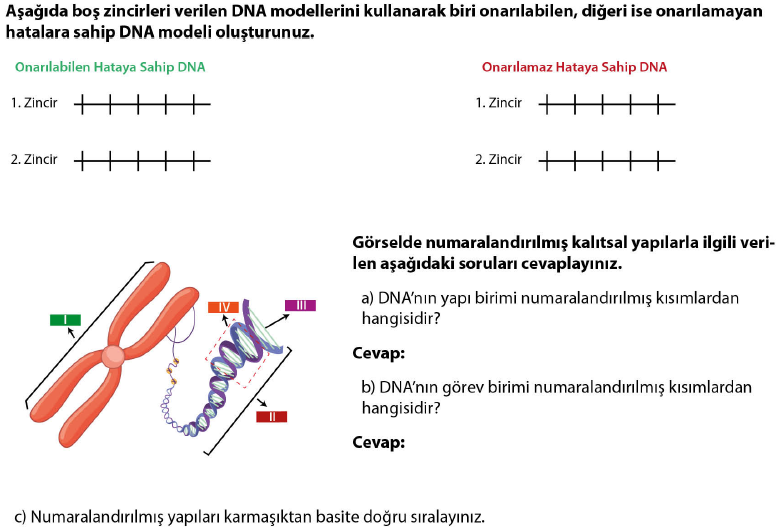 Aşağıda boş zincirleri verilen DNA modellerini kullanarak biri onarılabilen, diğeri ise onarılamayan
hatalara sahip DNA modeli oluşturunuz.
Onarılabilen Hataya Sahip DNA
Onarılamaz Hataya Sahip DNA
1. Zincir
1. Zincir
2. Zincir
2. Zincir
Görselde numaralandırılmış kalıtsal yapılarla ilgili veri-
len aşağıdaki soruları cevaplayınız.
a) DNA’nın yapı birimi numaralandırılmış kısımlardan
hangisidir?
Cevap:
b) DNA’nın görev birimi numaralandırılmış kısımlardan
hangisidir?
Cevap:
I
IV
III
II
c) Numaralandırılmış yapıları karmaşıktan basite doğru sıralayınız.